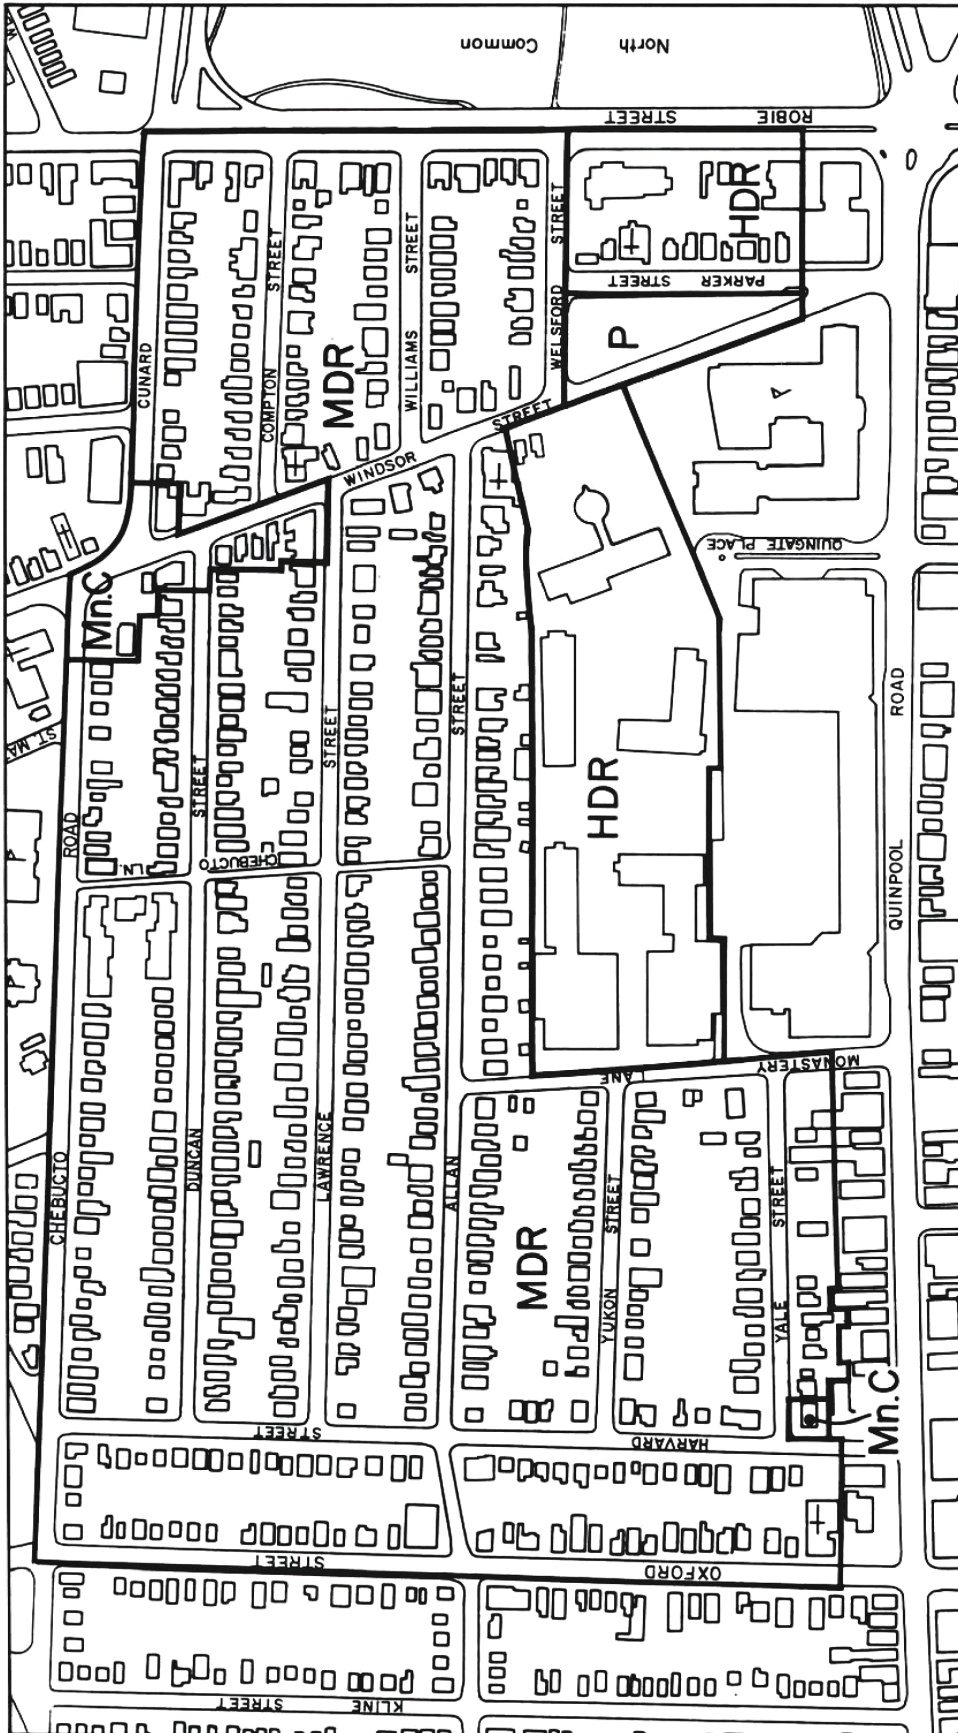 North
Common
ROBIE STREET
HDR
PARKER STREET
P
WELSFORD STREET
WILLIAMS STREET
COMPTON STREET
CUNARD
MDR
WINDSOR STREET
QUINGATE PLACE
Mn.C
ST. MA
CHEBUCTO ROAD
DUNCAN STREET
LAWRENCE STREET
ALLAN STREET
CHEBUCTO LN.
HDR
QUINPOOL ROAD
MONASTERY LANE
MDR
YUKON STREET
YALE STREET
Mn.C
HARVARD STREET
OXFORD STREET
KLINE STREET
P
P
P